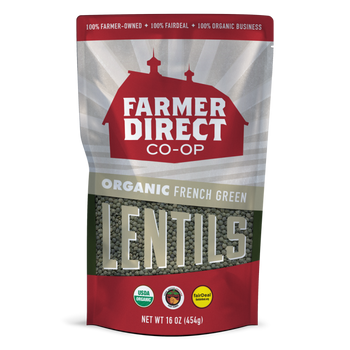 100% FARMER-OWNED • 100% FAIRDEAL • 100% ORGANIC BUSINESS
FARMER
DIRECT
CO-OP
ORGANIC FRENCH GREEN
LENTILS
USDA
ORGANIC
fairDeal
NET WT 16 OZ (454g)